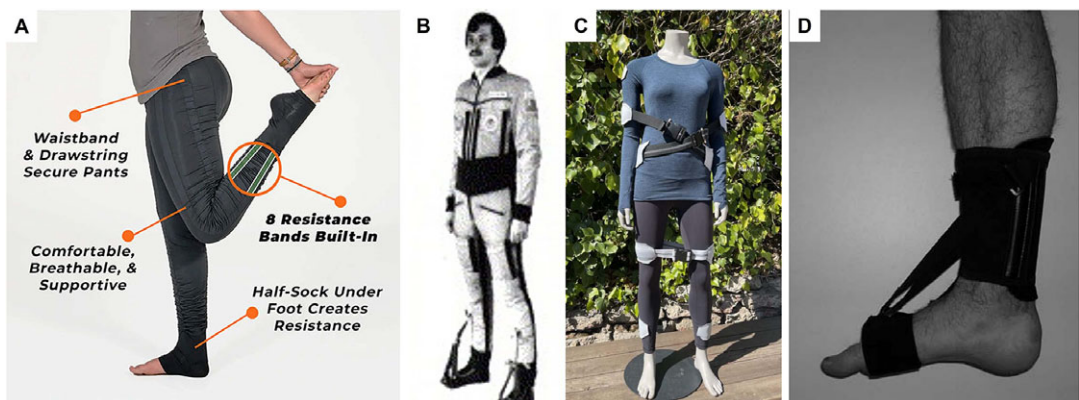 A
B
C
D
Waistband
& Drawstring
Secure Pants
8 Resistance
Bands Built-In
Comfortable,
Breathable, &
Supportive
Half-Sock Under
Foot Creates
Resistance